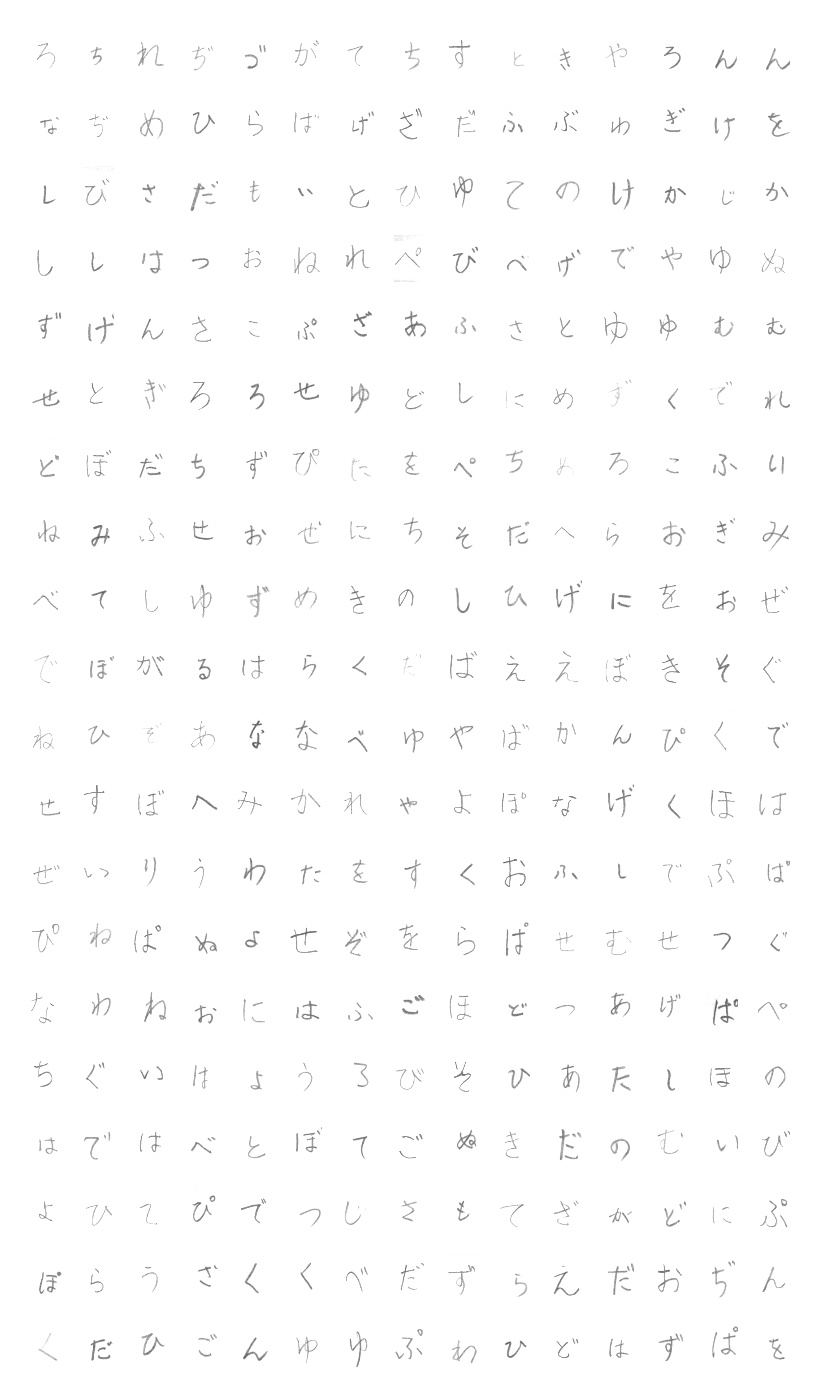 ろちれぢづがてちすときやろんん
なぢめひらばげざだふぶゎぎけを
しびさだもいとひゆてのけかじか
ししはつおねれぺびべげでやゆぬ
ずげんさこぷざあふさとゆゅむむ
せとぎろろせゆどしにめずくでれ
どぼだちずぴたをぺちめろこふい
ねみふせおぜにちそだへらおぎみ
べてしゆずめきのしひげにをおぜ
でぼがるはらくだばええぼきそぐ
ねひぞあななべゆやばかんぴくで
せすぼへみかれゃよぽなげくほは
ぜいりうわたをすくおふしでぷぱ
ぴねぱぬょせぞをらぱせむせつぐ
なわねぉにはふごほどつあげぱぺ
ちぐいはょうろびそひあたしほの
はではべとぼてごぬきだのむいび
よひてぴでつじさもてざがどにぷ
ぽらうざくくべだずらえだおぢん
くだひごんゆゆぷわひどはずぱを